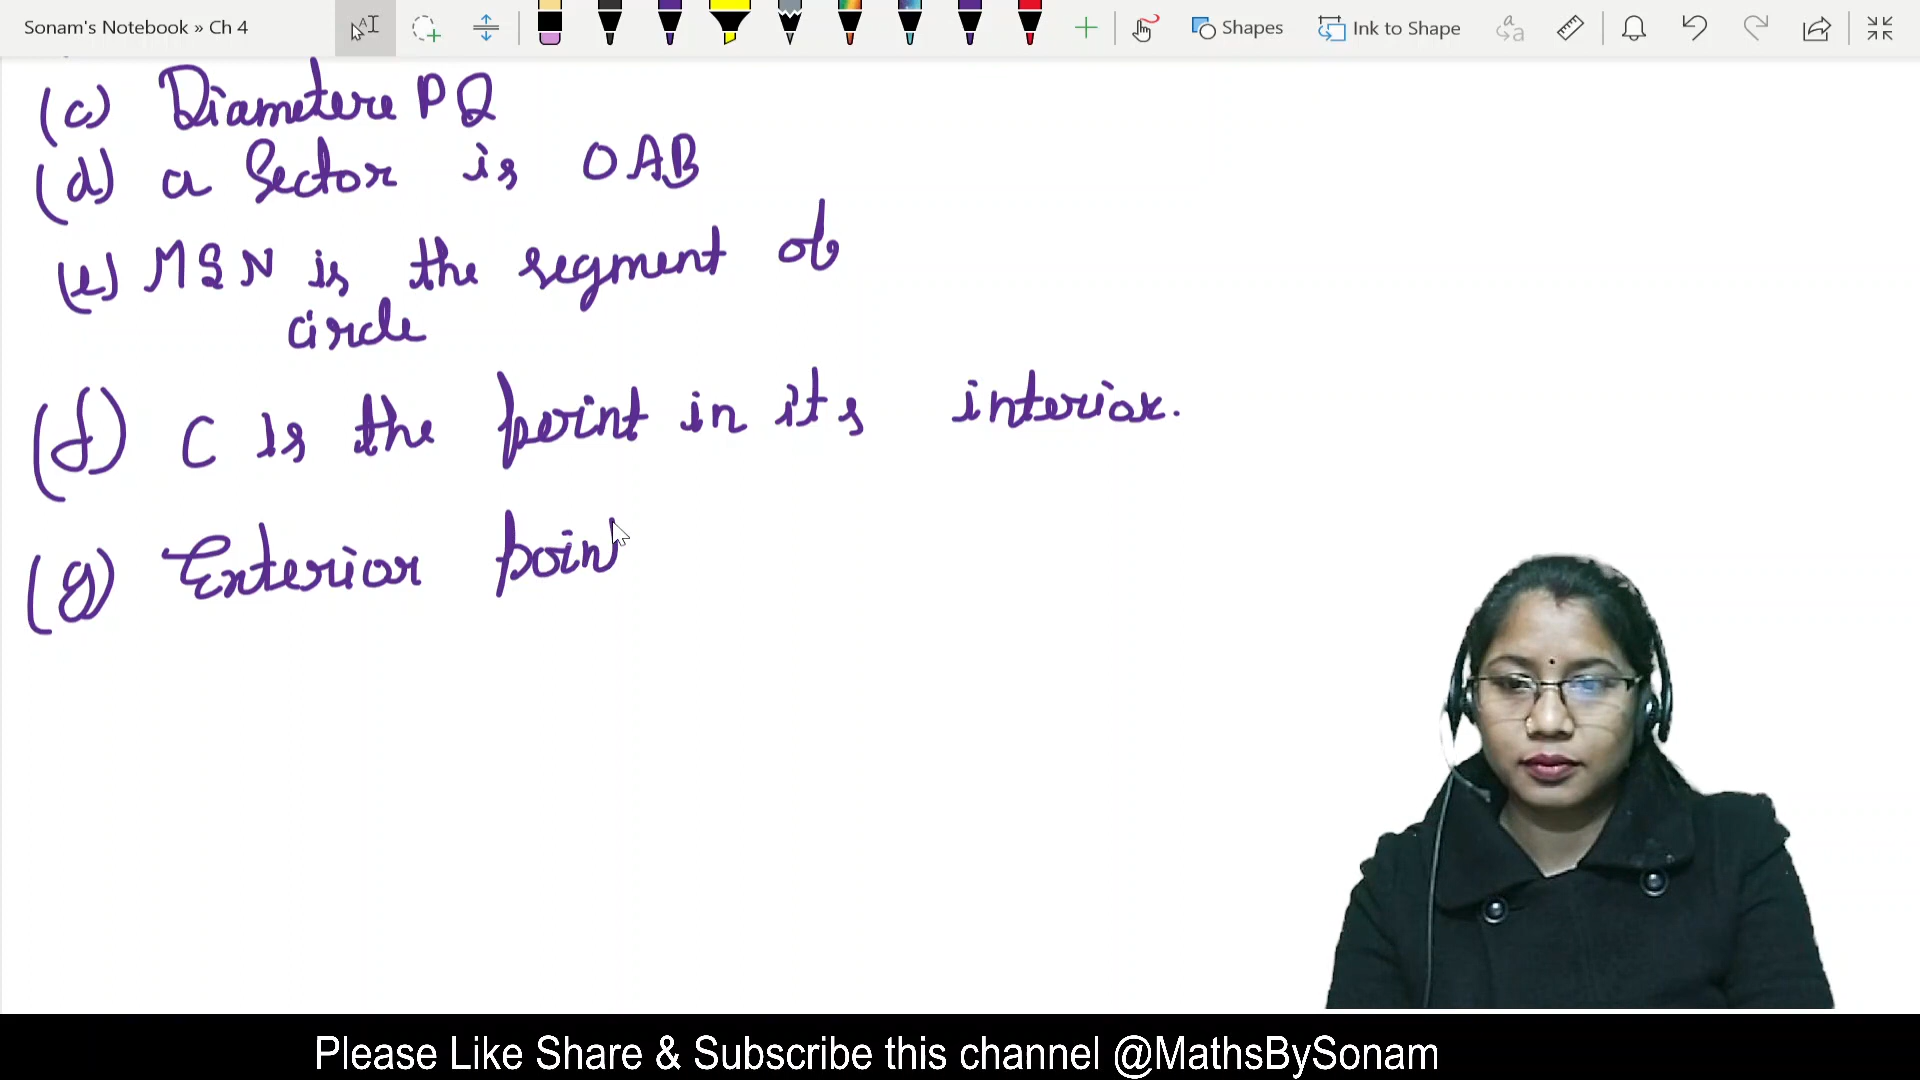 Sonam's Notebook » Ch 4
Shapes
Ink to Shape
(c) Diametere PQ
(d) a Sector is OAB
(e) MSN is the segment of
circle
(f) C is the point in its interior.
(g) Exterior poin
Please Like Share & Subscribe this channel @MathsBySonam